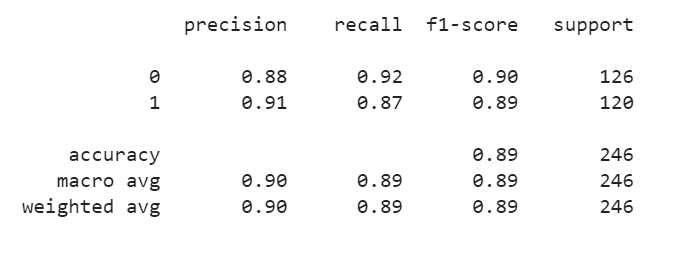 precision recall f1-score support
0 0.88 0.92 0.90 126
1 0.91 0.87 0.89 120
accuracy 0.89 246
macro avg 0.90 0.89 0.89 246
weighted avg 0.90 0.89 0.89 246